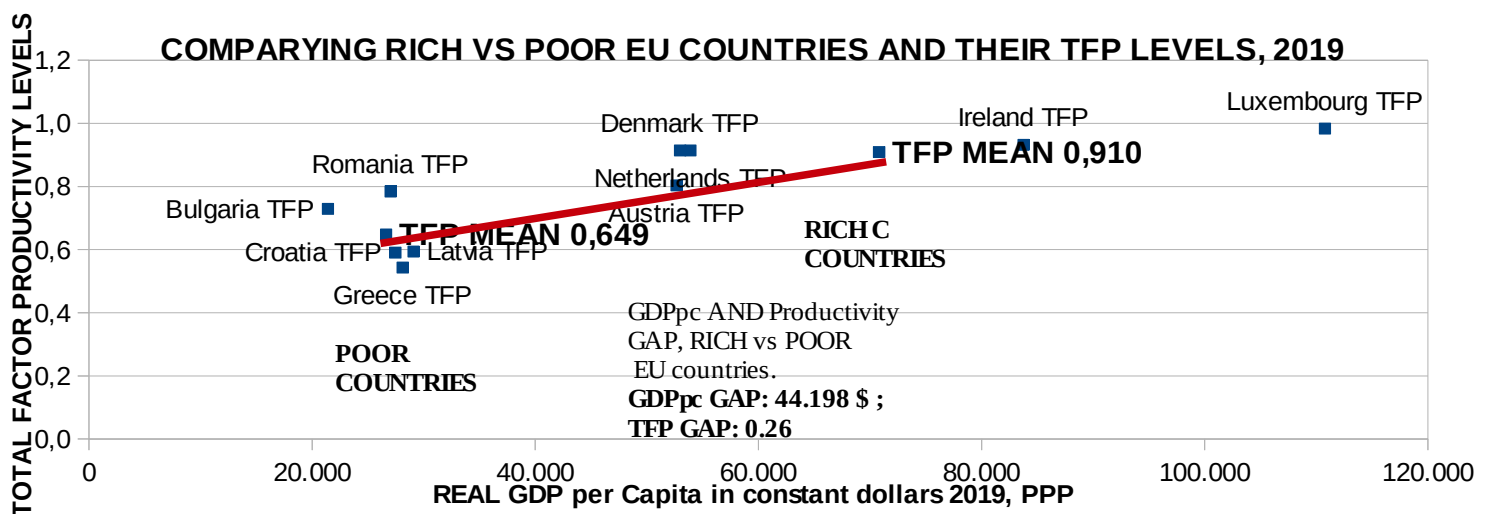 COMPARYING RICH VS POOR EU COUNTRIES AND THEIR TFP LEVELS, 2019
TOTAL FACTOR PRODUCTIVITY LEVELS
1,2
1,0
0,8
0,6
0,4
0,2
0,0
Luxembourg TFP
Ireland TFP
Denmark TFP
TFP MEAN 0,910
Romania TFP
Netherlands TFP
Bulgaria TFP
Austria TFP
TFP MEAN 0,649
RICH C
COUNTRIES
Croatia TFP
Latvia TFP
Greece TFP
GDPpc AND Productivity
GAP, RICH vs POOR
EU countries.
GDPpc GAP: 44.198 $ ;
TFP GAP: 0.26
POOR
COUNTRIES
0
20.000
40.000
60.000
80.000
100.000
120.000
REAL GDP per Capita in constant dollars 2019, PPP